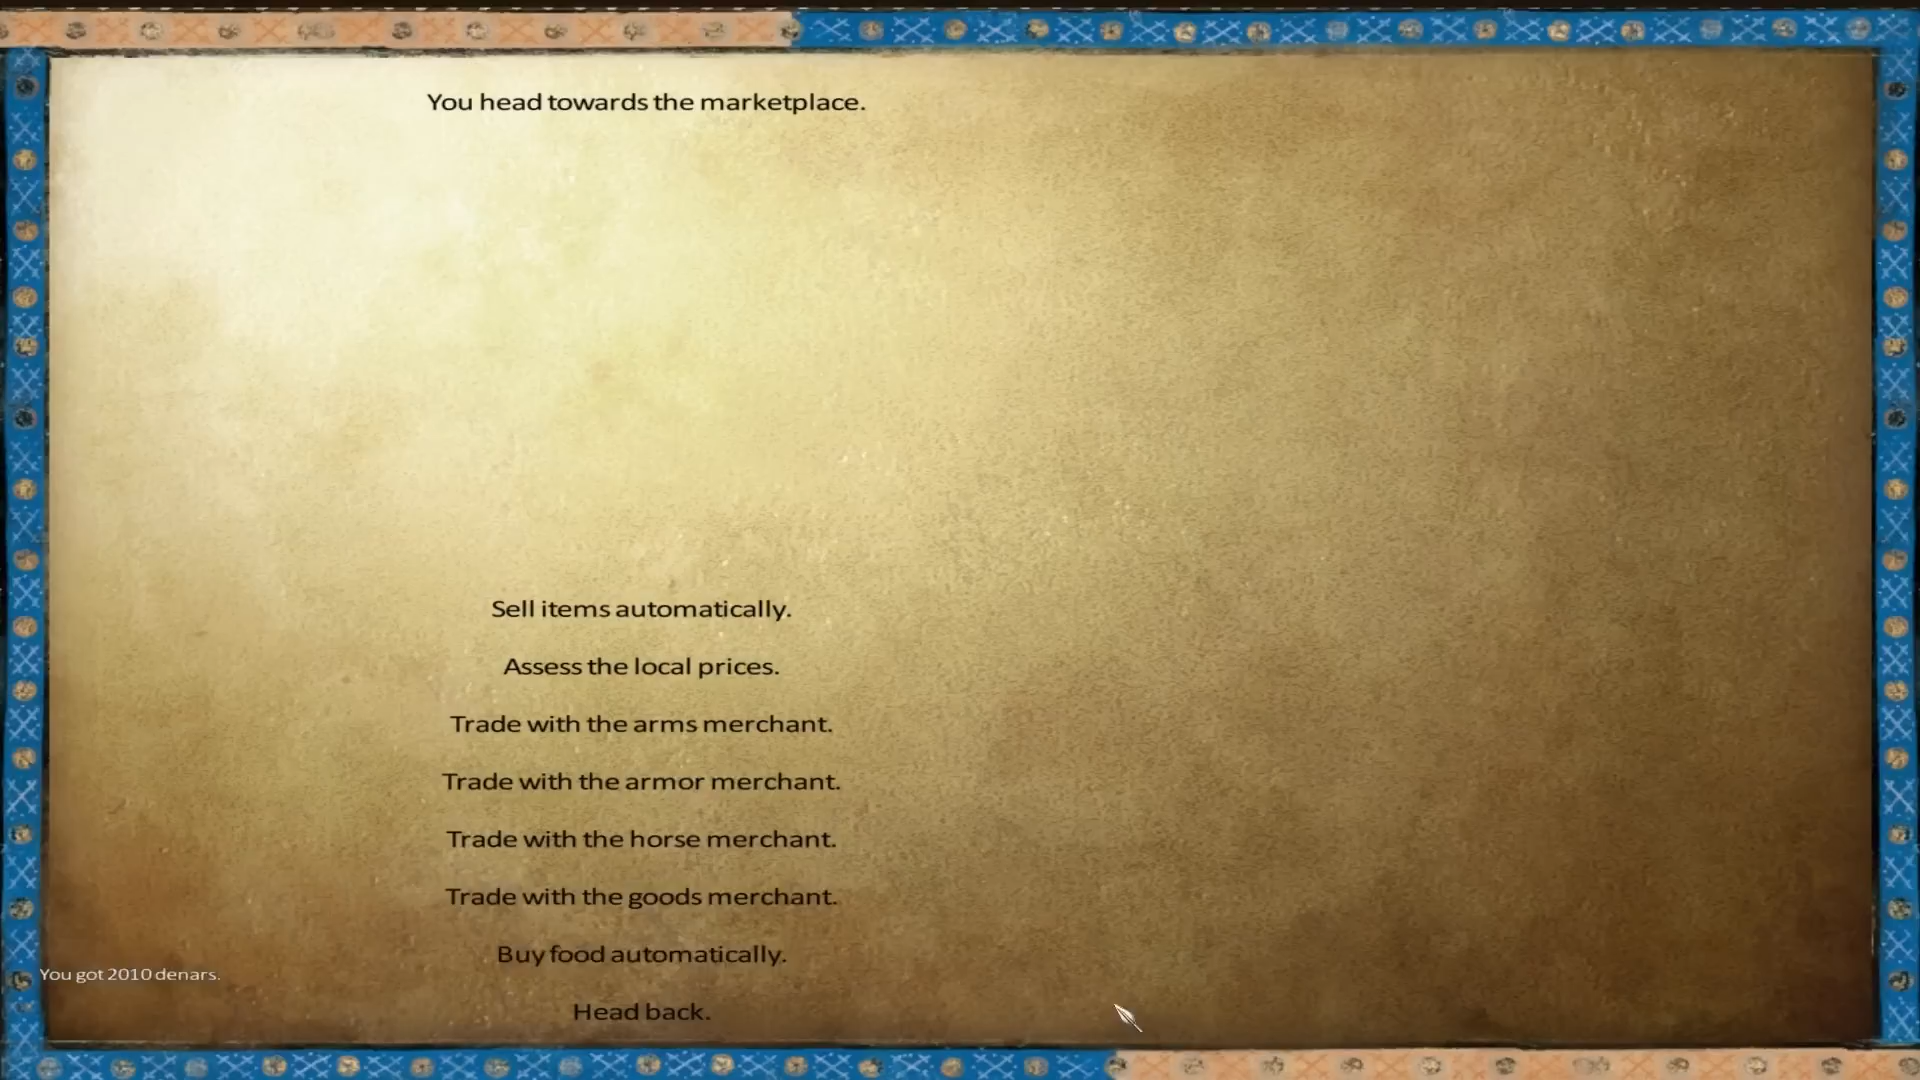 You head towards the marketplace.
Sell items automatically.
Assess the local prices.
Trade with the arms merchant.
Trade with the armor merchant.
Trade with the horse merchant.
Trade with the goods merchant.
Buy food automatically.
You got 2010 denars.
Head back.